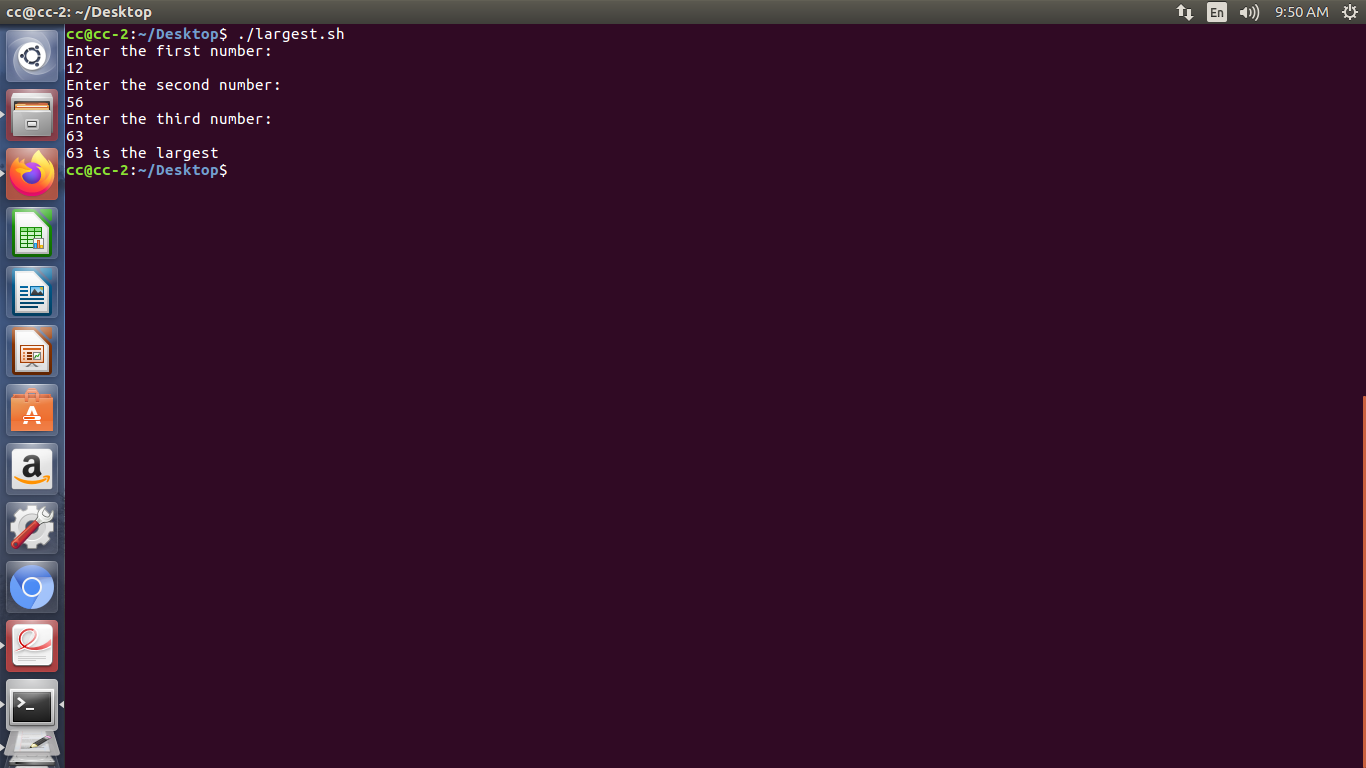 cc@cc-2: ~/Desktop
En
9:50 AM
cc@cc-2:~/Desktop$ ./largest.sh
Enter the first number:
12
Enter the second number:
56
Enter the third number:
63
63 is the largest
cc@cc-2:~/Desktop$